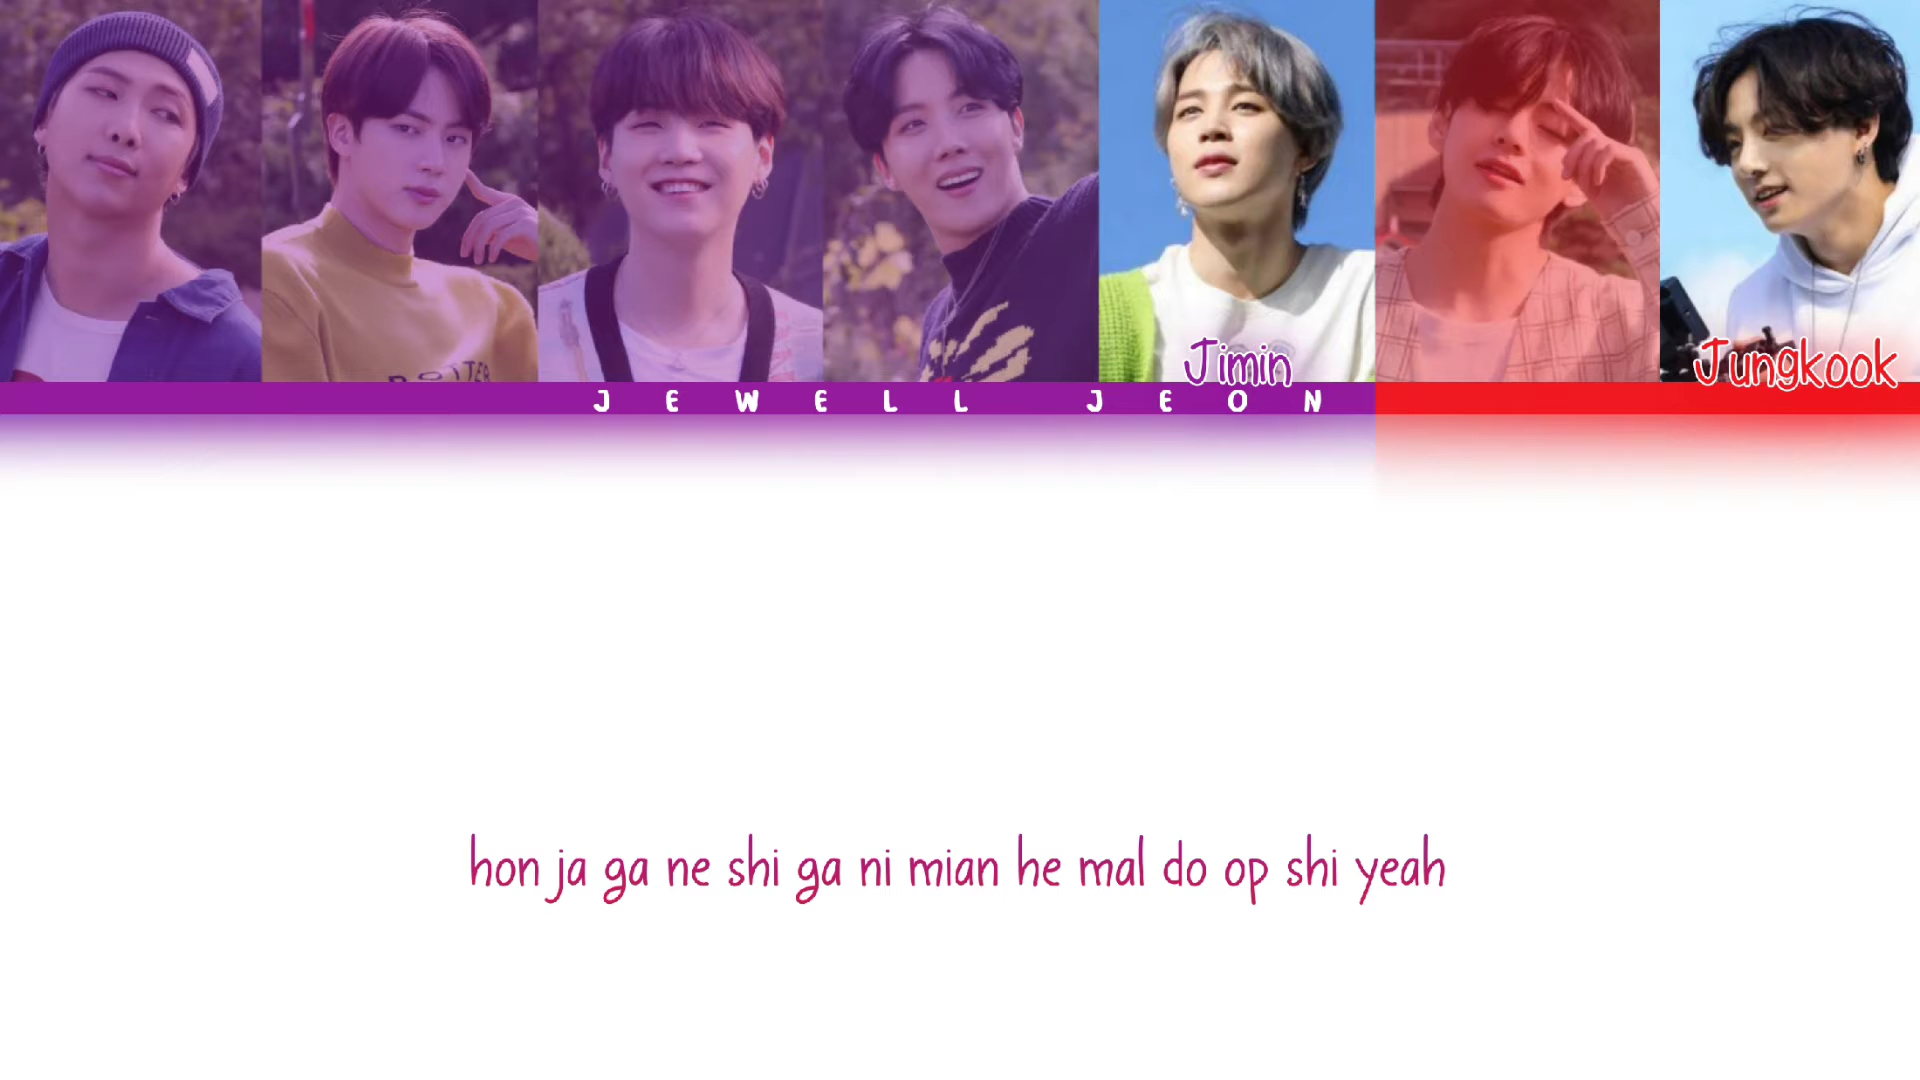 Jimin
Jungkook
JEWELL JEON
hon ja ga ne shi ga ni mian he mal do op shi yeah